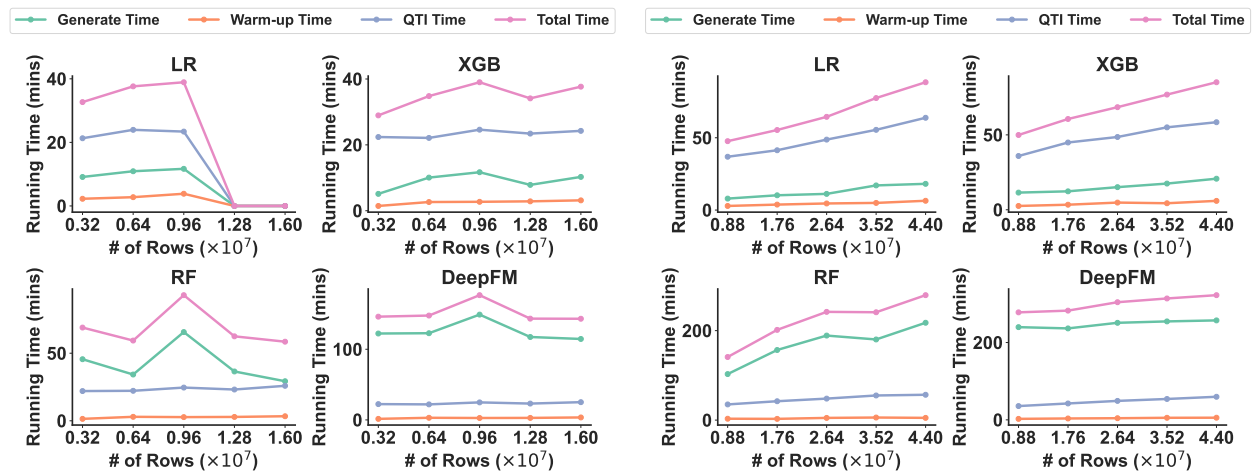 Generate Time Warm-up Time QTI Time Total Time
LR XGB
Running Time (mins) Running Time (mins)
40 40
20 20
0 0
0.32 0.64 0.96 1.28 1.60 0.32 0.64 0.96 1.28 1.60
# of Rows (×10⁷) # of Rows (×10⁷)
RF DeepFM
Running Time (mins) Running Time (mins)
50 100
0 0
0.32 0.64 0.96 1.28 1.60 0.32 0.64 0.96 1.28 1.60
# of Rows (×10⁷) # of Rows (×10⁷)
Generate Time Warm-up Time QTI Time Total Time
LR XGB
Running Time (mins) Running Time (mins)
50 50
0 0
0.88 1.76 2.64 3.52 4.40 0.88 1.76 2.64 3.52 4.40
# of Rows (×10⁷) # of Rows (×10⁷)
RF DeepFM
Running Time (mins) Running Time (mins)
200 200
0 0
0.88 1.76 2.64 3.52 4.40 0.88 1.76 2.64 3.52 4.40
# of Rows (×10⁷) # of Rows (×10⁷)